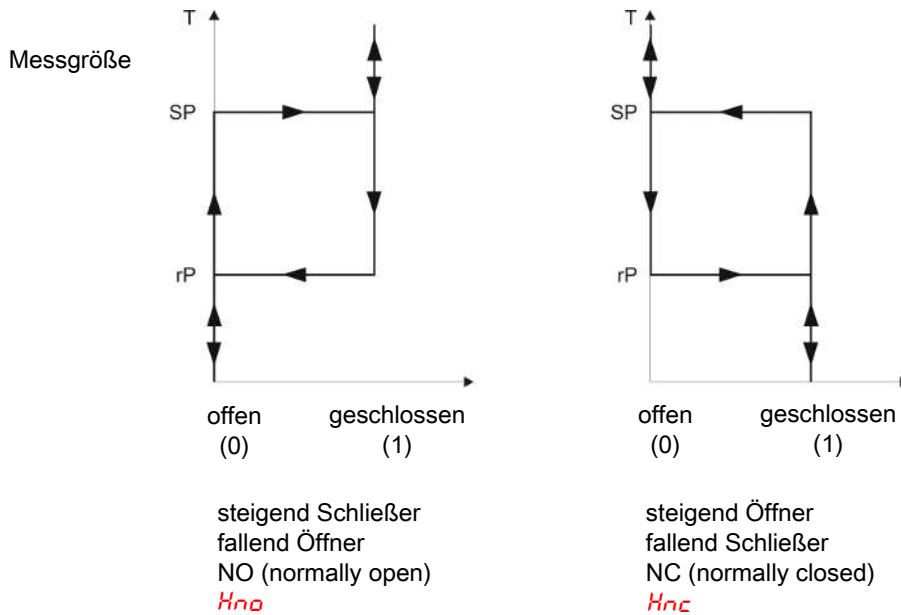 T
T
Messgröße
SP
SP
rP
rP
offen
(0)
geschlossen
(1)
offen
(0)
geschlossen
(1)
steigend Schließer
fallend Öffner
NO (normally open)
Hno
steigend Öffner
fallend Schließer
NC (normally closed)
Hnc